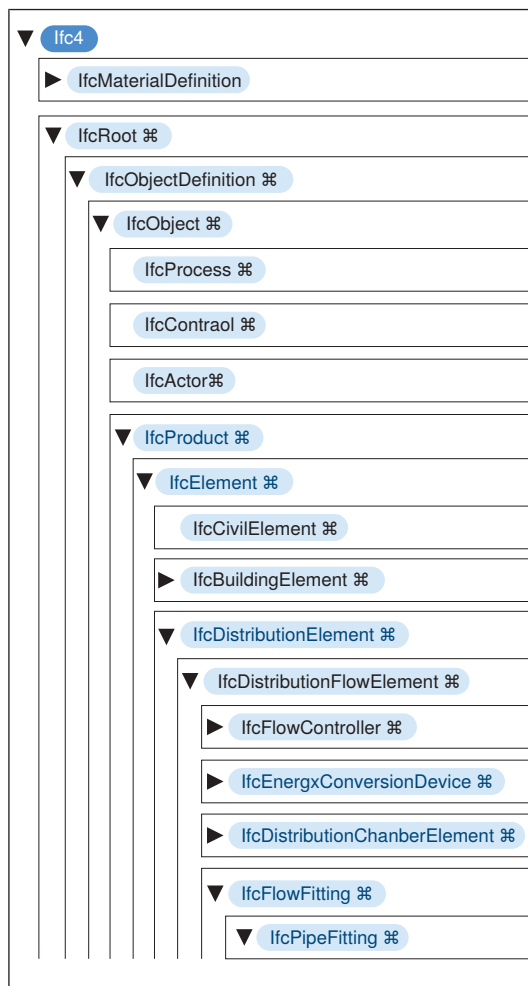 Ifc4
IfcMaterialDefinition
IfcRoot ⌘
IfcObjectDefinition ⌘
IfcObject ⌘
IfcProcess ⌘
IfcContraol ⌘
IfcActor⌘
IfcProduct ⌘
IfcElement ⌘
IfcCivilElement ⌘
IfcBuildingElement ⌘
IfcDistributionElement ⌘
IfcDistributionFlowElement ⌘
IfcFlowController ⌘
IfcEnergxConversionDevice ⌘
IfcDistributionChanberElement ⌘
IfcFlowFitting ⌘
IfcPipeFitting ⌘